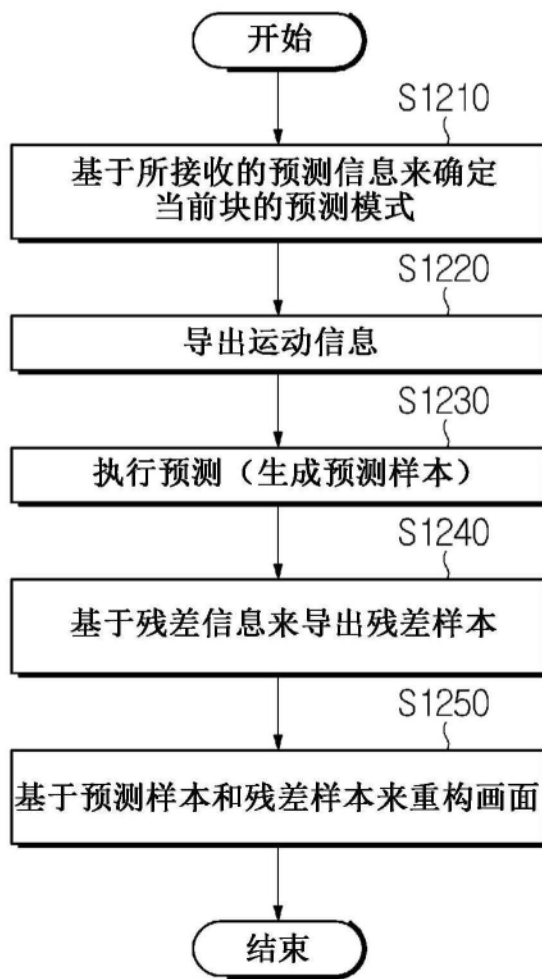 开始
S1210
基于所接收的预测信息来确定
当前块的预测模式
S1220
导出运动信息
S1230
执行预测（生成预测样本）
S1240
基于残差信息来导出残差样本
S1250
基于预测样本和残差样本来重构画面
结束